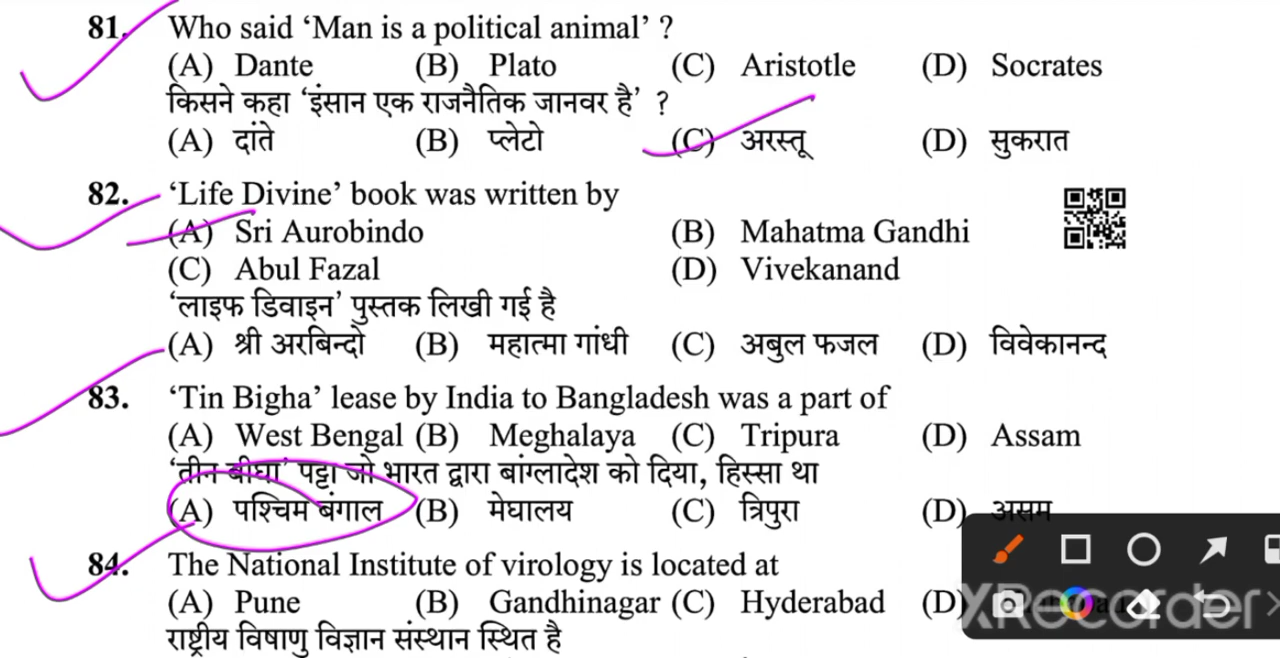 81. Who said ‘Man is a political animal’ ?
(A) Dante (B) Plato (C) Aristotle (D) Socrates
किसने कहा ‘इंसान एक राजनैतिक जानवर है’ ?
(A) दांते (B) प्लेटो (C) अरस्तू (D) सुकरात
82. ‘Life Divine’ book was written by
(A) Sri Aurobindo (B) Mahatma Gandhi
(C) Abul Fazal (D) Vivekanand
‘लाइफ डिवाइन’ पुस्तक लिखी गई है
(A) श्री अरबिन्दो (B) महात्मा गांधी (C) अबुल फजल (D) विवेकानन्द
83. ‘Tin Bigha’ lease by India to Bangladesh was a part of
(A) West Bengal (B) Meghalaya (C) Tripura (D) Assam
‘तीन बीघा’ पट्टा जो भारत द्वारा बांग्लादेश को दिया, हिस्सा था
(A) पश्चिम बंगाल (B) मेघालय (C) त्रिपुरा (D) असम
84. The National Institute of virology is located at
(A) Pune (B) Gandhinagar (C) Hyderabad (D)
XRecorder
राष्ट्रीय विषाणु विज्ञान संस्थान स्थित है